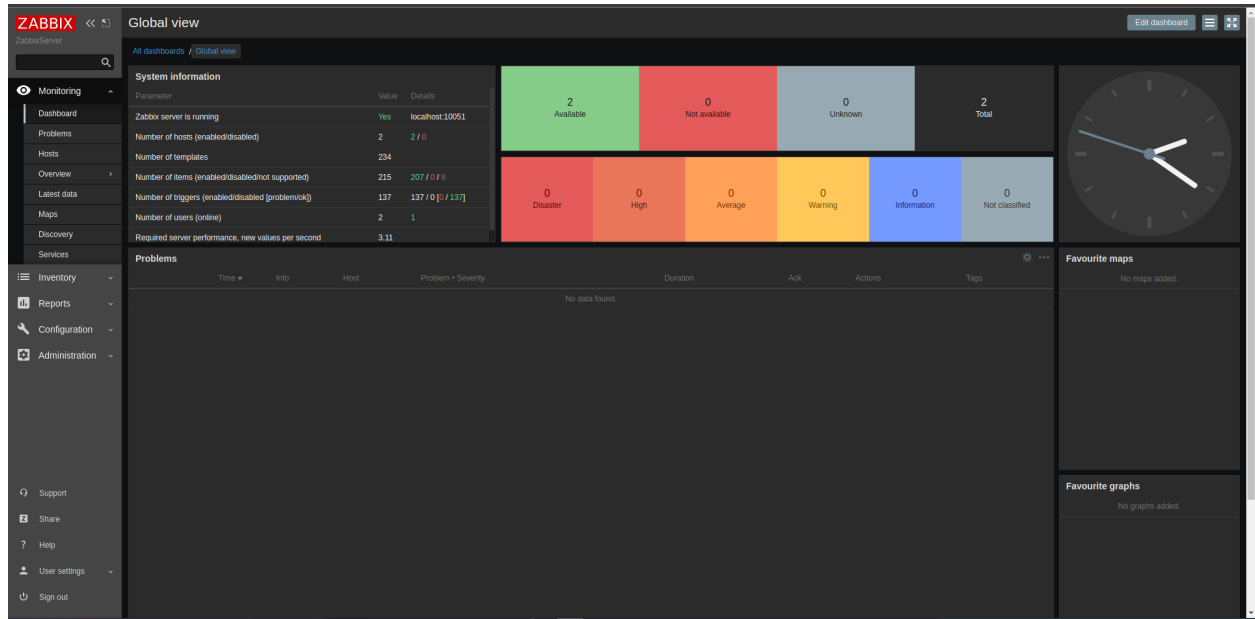 ZABBIX
ZabbixServer
Monitoring
Dashboard
Problems
Hosts
Overview
Latest data
Maps
Discovery
Services
Inventory
Reports
Configuration
Administration
Support
Z Share
? Help
User settings
Sign out
Global view
Edit dashboard
All dashboards / Global view
System information
Parameter Value Details
Zabbix server is running Yes localhost:10051
Number of hosts (enabled/disabled) 2 2 / 0
Number of templates 234
Number of items (enabled/disabled/not supported) 215 207 / 0 / 8
Number of triggers (enabled/disabled [problem/ok]) 137 137 / 0 [0 / 137]
Number of users (online) 2 1
Required server performance, new values per second 3.11
2 0 0 2
Available Not available Unknown Total
0 0 0 0 0 0
Disaster High Average Warning Information Not classified
Problems
Time Info Host Problem • Severity Duration Ack Actions Tags
No data found.
Favourite maps
No maps added.
Favourite graphs
No graphs added.